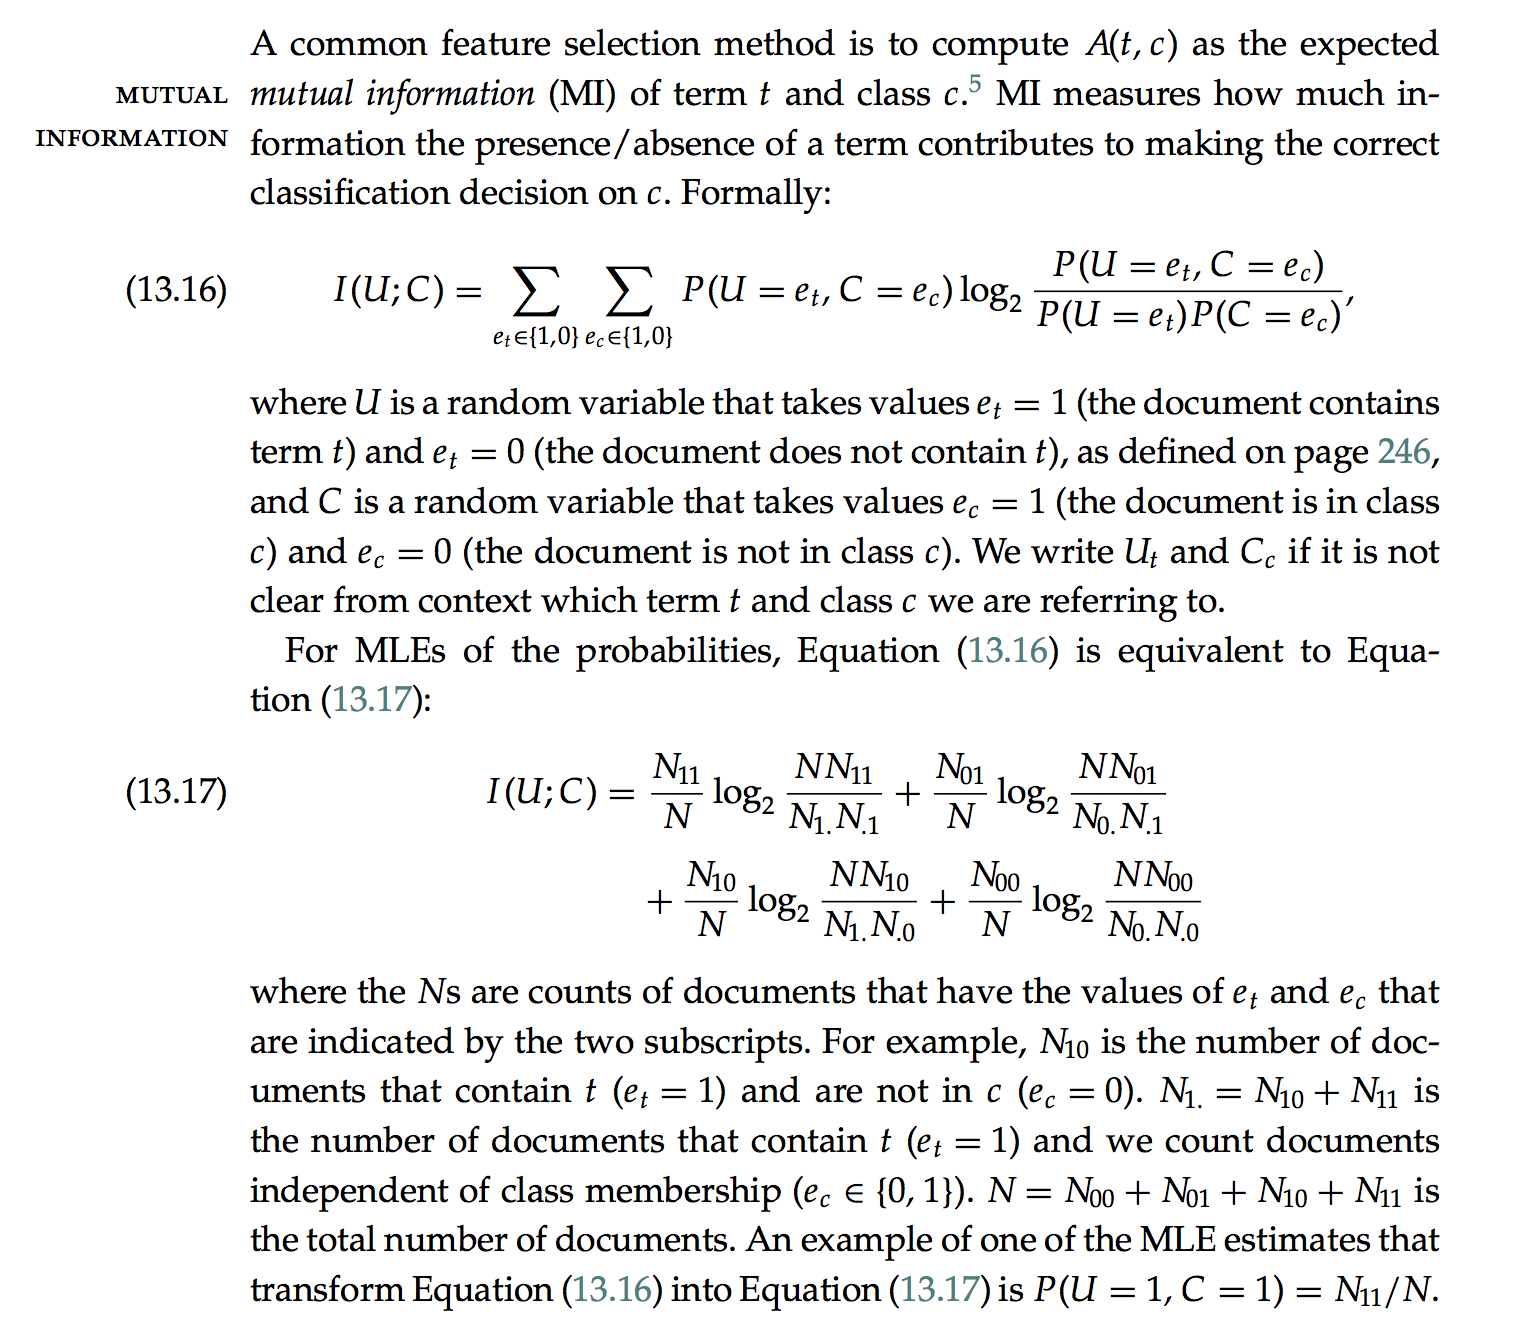 A common feature selection method is to compute A(t, c) as the expected
MUTUAL mutual information (MI) of term t and class c.5 MI measures how much in-
INFORMATION formation the presence/absence of a term contributes to making the correct
classification decision on c. Formally:
(13.16) I(U; C) = ∑_{e_t∈{1,0}} ∑_{e_c∈{1,0}} P(U = e_t, C = e_c) log_2 \frac{P(U = e_t, C = e_c)}{P(U = e_t)P(C = e_c)},
where U is a random variable that takes values e_t = 1 (the document contains
term t) and e_t = 0 (the document does not contain t), as defined on page 246,
and C is a random variable that takes values e_c = 1 (the document is in class
c) and e_c = 0 (the document is not in class c). We write U_t and C_c if it is not
clear from context which term t and class c we are referring to.
For MLEs of the probabilities, Equation (13.16) is equivalent to Equa-
tion (13.17):
(13.17) I(U; C) = \frac{N_{11}}{N} log_2 \frac{NN_{11}}{N_{1.}N_{.1}} + \frac{N_{01}}{N} log_2 \frac{NN_{01}}{N_{0.}N_{.1}}
+ \frac{N_{10}}{N} log_2 \frac{NN_{10}}{N_{1.}N_{.0}} + \frac{N_{00}}{N} log_2 \frac{NN_{00}}{N_{0.}N_{.0}}
where the Ns are counts of documents that have the values of e_t and e_c that
are indicated by the two subscripts. For example, N_{10} is the number of doc-
uments that contain t (e_t = 1) and are not in c (e_c = 0). N_{1.} = N_{10} + N_{11} is
the number of documents that contain t (e_t = 1) and we count documents
independent of class membership (e_c ∈ {0, 1}). N = N_{00} + N_{01} + N_{10} + N_{11} is
the total number of documents. An example of one of the MLE estimates that
transform Equation (13.16) into Equation (13.17) is P(U = 1, C = 1) = N_{11}/N.